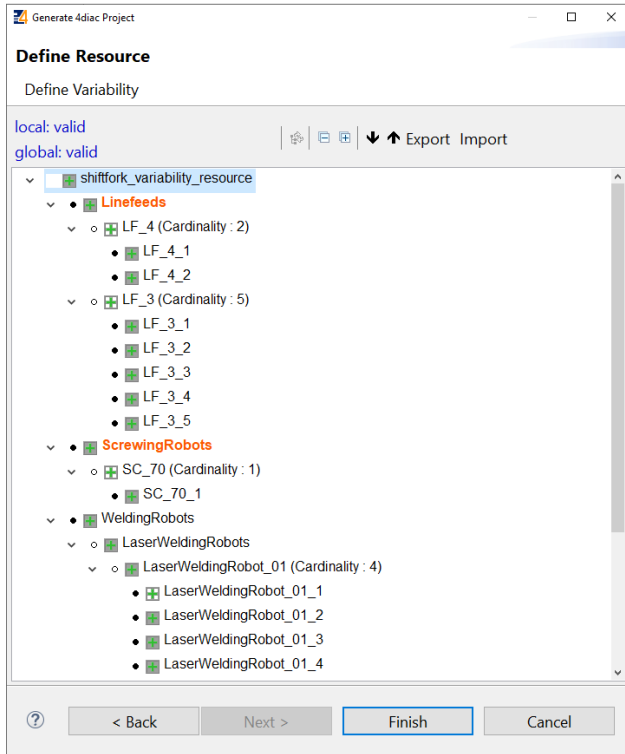 Generate 4diac Project
Define Resource
Define Variability
local: valid
global: valid
Export Import
shiftfork_variability_resource
Linefeeds
LF_4 (Cardinality : 2)
LF_4_1
LF_4_2
LF_3 (Cardinality : 5)
LF_3_1
LF_3_2
LF_3_3
LF_3_4
LF_3_5
ScrewingRobots
SC_70 (Cardinality : 1)
SC_70_1
WeldingRobots
LaserWeldingRobots
LaserWeldingRobot_01 (Cardinality : 4)
LaserWeldingRobot_01_1
LaserWeldingRobot_01_2
LaserWeldingRobot_01_3
LaserWeldingRobot_01_4
? < Back Next > Finish Cancel